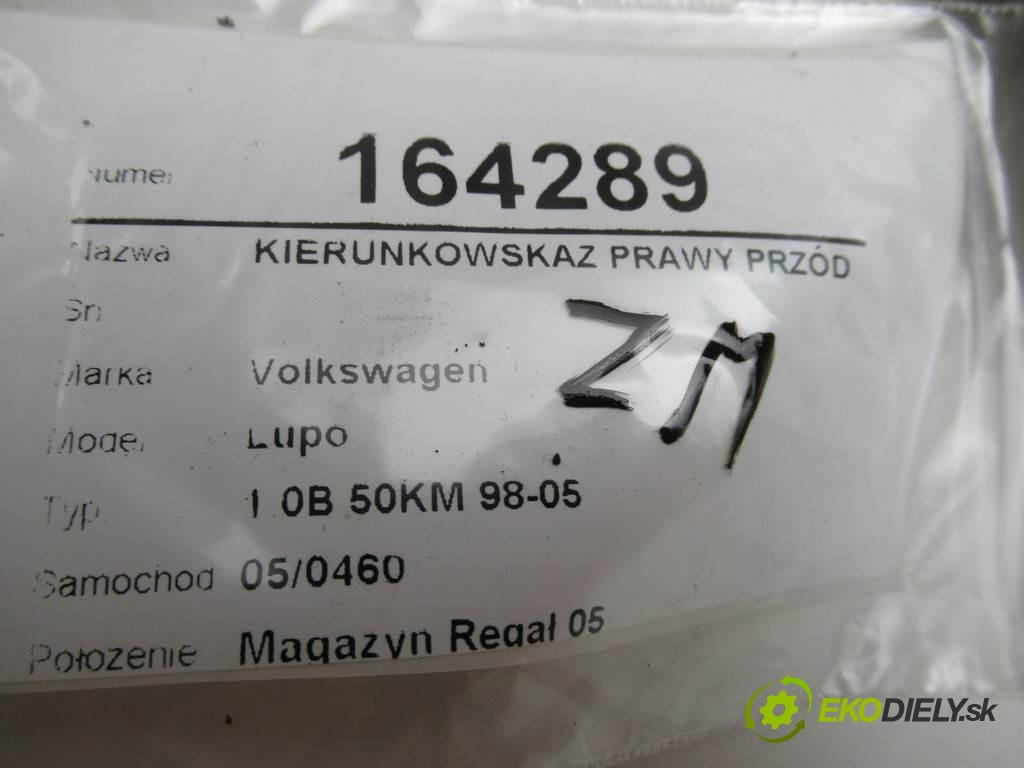 Numer 164289
Nazwa KIERUNKOWSKAZ PRAWY PRZÓD
Sn
ZM
Marka Volkswagen
Model Lupo
Typ 1.0B 50KM 98-05
Samochod 05/0460
Położenie Magazyn Regał 05
EKODIELY.sk